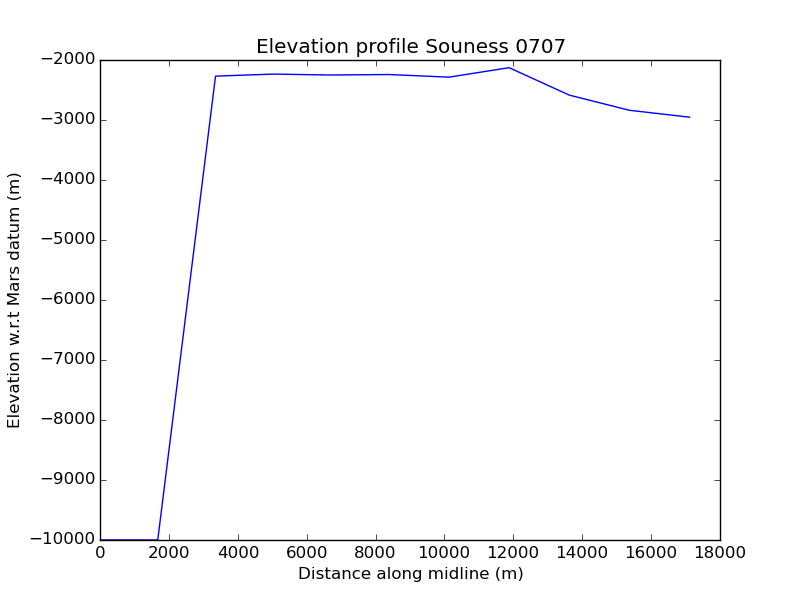 Elevation profile Souness 0707
−2000
−3000
−4000
−5000
−6000
−7000
−8000
−9000
−10000
Elevation w.r.t Mars datum (m)
0 2000 4000 6000 8000 10000 12000 14000 16000 18000
Distance along midline (m)